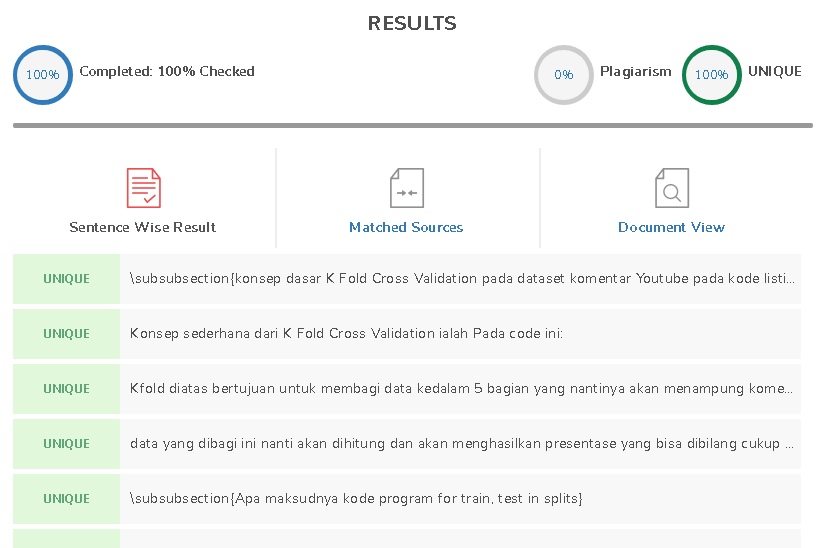 RESULTS
100% Completed: 100% Checked 0% Plagiarism 100% UNIQUE
Sentence Wise Result Matched Sources Document View
UNIQUE \subsubsection{konsep dasar K Fold Cross Validation pada dataset komentar Youtube pada kode listi...
UNIQUE Konsep sederhana dari K Fold Cross Validation ialah Pada code ini:
UNIQUE Kfold diatas bertujuan untuk membagi data kedalam 5 bagian yang nantinya akan menampung kome...
UNIQUE data yang dibagi ini nanti akan dihitung dan akan menghasilkan presentase yang bisa dibilang cukup ...
UNIQUE \subsubsection{Apa maksudnya kode program for train, test in splits}